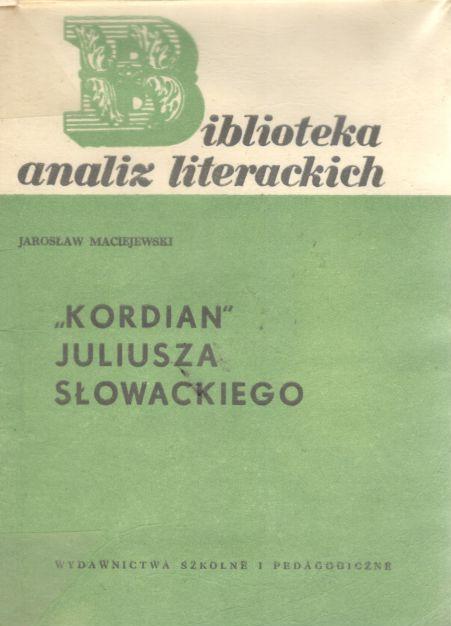 Biblioteka
analiz literackich
JAROSŁAW MACIEJEWSKI
„KORDIAN"
JULIUSZA
SŁOWACKIEGO
WYDAWNICTWA SZKOLNE I PEDAGOGICZNE